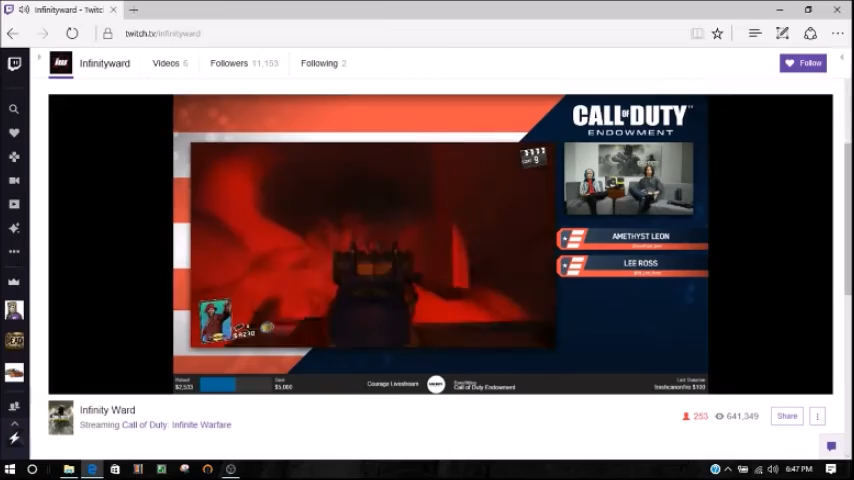 Infinityward - Twitch
twitch.tv/infinityward
Infinityward
Videos 6
Followers 11,153
Following 2
Follow
CALL OF DUTY
ENDOWMENT
9
AMETHYST LEON
LEE ROSS
Raised
$2,533
Goal
$5,000
Courage Livestream
Call of Duty Endowment
Last Donation
Infinity Ward
Streaming Call of Duty: Infinite Warfare
253
641,349
Share
6:47 PM